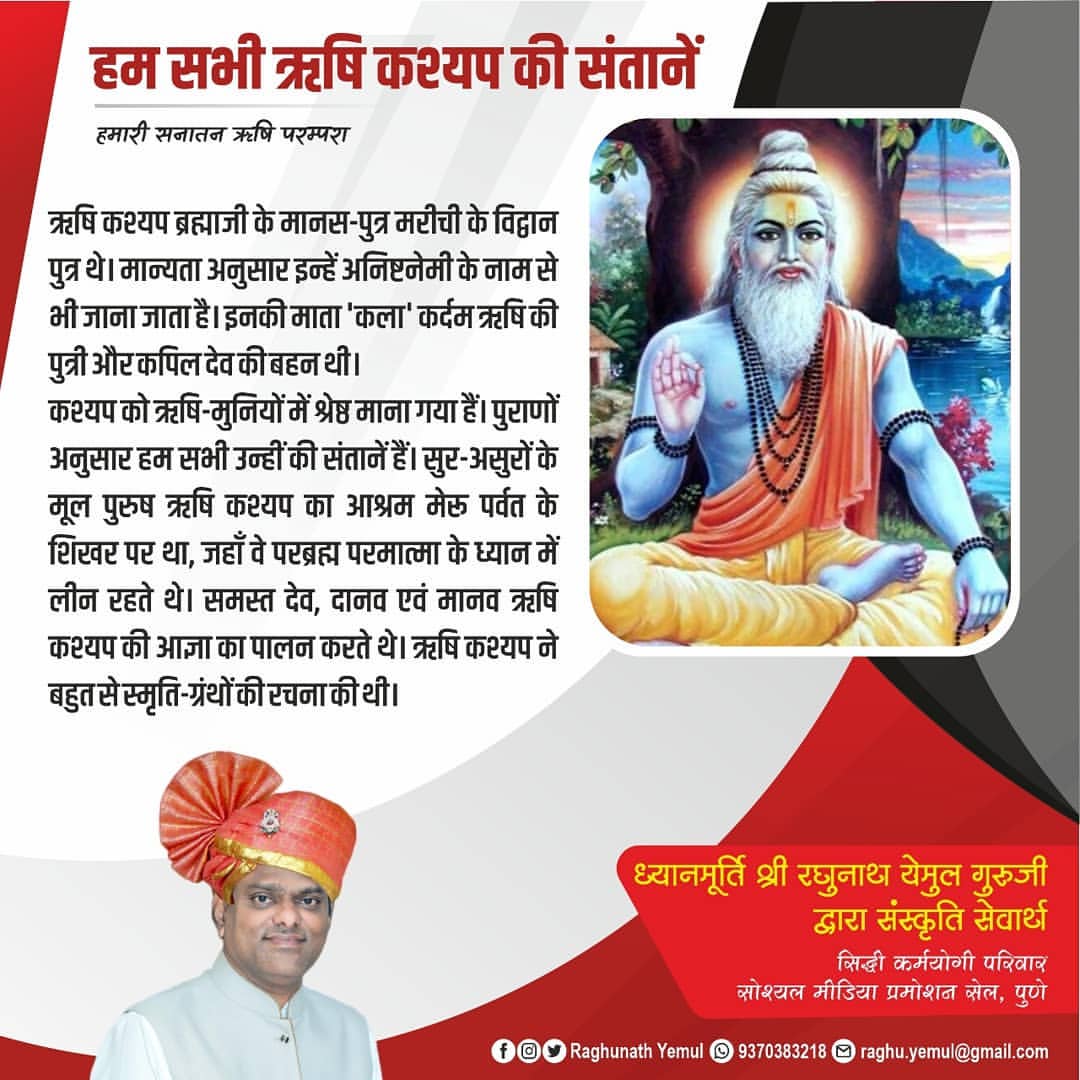 हम सभी ऋषि कश्यप की संतानें
हमारी सनातन ऋषि परम्परा
ऋषि कश्यप ब्रह्माजी के मानस-पुत्र मरीची के विद्वान
पुत्र थे। मान्यता अनुसार इन्हें अनिष्टनेमी के नाम से
भी जाना जाता है। इनकी माता 'कला' कर्दम ऋषि की
पुत्री और कपिल देव की बहन थी।
कश्यप को ऋषि-मुनियों में श्रेष्ठ माना गया हैं। पुराणों
अनुसार हम सभी उन्हीं की संतानें हैं। सुर-असुरों के
मूल पुरुष ऋषि कश्यप का आश्रम मेरू पर्वत के
शिखर पर था, जहाँ वे परब्रह्म परमात्मा के ध्यान में
लीन रहते थे। समस्त देव, दानव एवं मानव ऋषि
कश्यप की आज्ञा का पालन करते थे। ऋषि कश्यप ने
बहुत से स्मृति-ग्रंथों की रचना की थी।
ध्यानमूर्ति श्री रघुनाथ येमुल गुरुजी
द्वारा संस्कृति सेवार्थ
सिद्धी कर्मयोगी परिवार
सोश्यल मीडिया प्रमोशन सेल, पुणे
Raghunath Yemul 9370383218 raghu.yemul@gmail.com